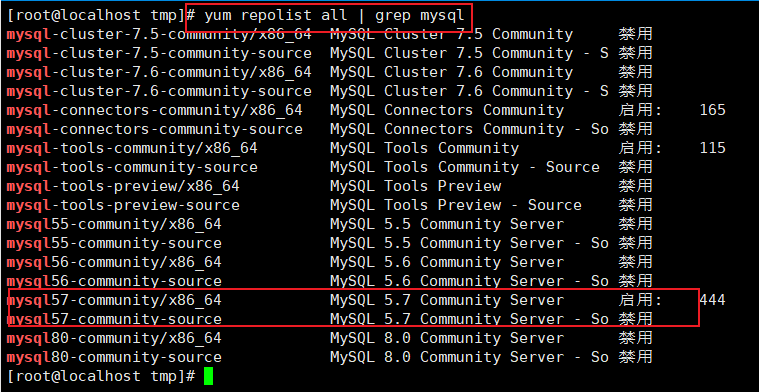 [root@localhost tmp]# yum repolist all | grep mysql
mysql-cluster-7.5-community/x86_64 MySQL Cluster 7.5 Community 禁用
mysql-cluster-7.5-community-source MySQL Cluster 7.5 Community - S 禁用
mysql-cluster-7.6-community/x86_64 MySQL Cluster 7.6 Community 禁用
mysql-cluster-7.6-community-source MySQL Cluster 7.6 Community - S 禁用
mysql-connectors-community/x86_64 MySQL Connectors Community 启用: 165
mysql-connectors-community-source MySQL Connectors Community - So 禁用
mysql-tools-community/x86_64 MySQL Tools Community 启用: 115
mysql-tools-community-source MySQL Tools Community - Source 禁用
mysql-tools-preview/x86_64 MySQL Tools Preview 禁用
mysql-tools-preview-source MySQL Tools Preview - Source 禁用
mysql55-community/x86_64 MySQL 5.5 Community Server 禁用
mysql55-community-source MySQL 5.5 Community Server - So 禁用
mysql56-community/x86_64 MySQL 5.6 Community Server 禁用
mysql56-community-source MySQL 5.6 Community Server - So 禁用
mysql57-community/x86_64 MySQL 5.7 Community Server 启用: 444
mysql57-community-source MySQL 5.7 Community Server - So 禁用
mysql80-community/x86_64 MySQL 8.0 Community Server 禁用
mysql80-community-source MySQL 8.0 Community Server - So 禁用
[root@localhost tmp]#